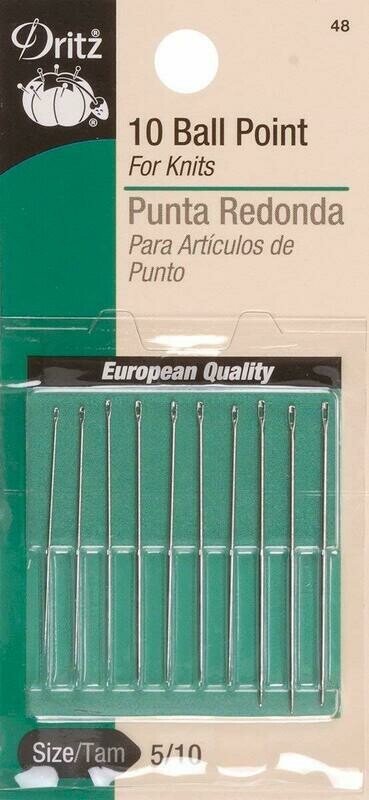 48
Dritz®
®
10 Ball Point
For Knits
Punta Redonda
Para Artículos de
Punto
European Quality
Size/Tam 5/10